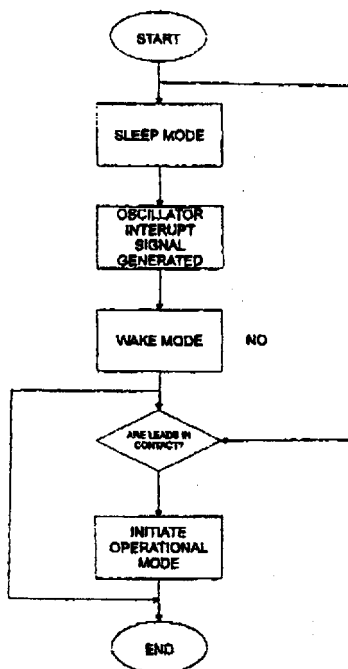 START
SLEEP MODE
OSCILLATOR
INTERUPT
SIGNAL
GENERATED
WAKE MODE
NO
ARE LEADS IN
CONTACT?
INITIATE
OPERATIONAL
MODE
END